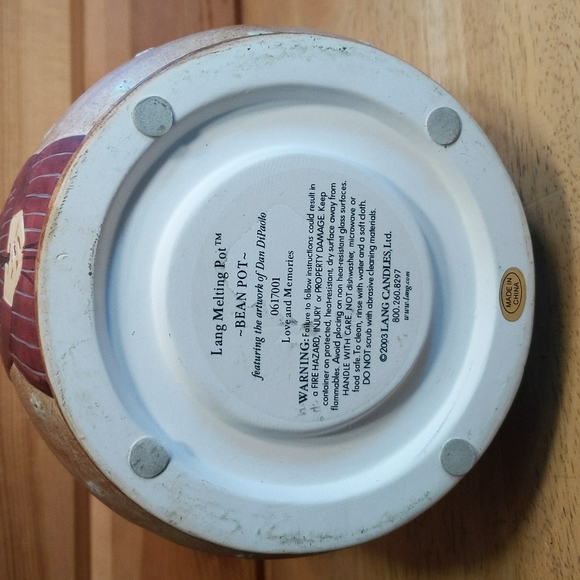 Lang Melting Pot™
~BEAN POT~
featuring the artwork of Dan DiPaolo
0617001
Love and Memories
WARNING: Failure to follow instructions could result in
a FIRE HAZARD, INJURY or PROPERTY DAMAGE. Keep
container on protected, heat-resistant, dry surface away from
flammables. Avoid placing on non heat-resistant glass surfaces.
HANDLE WITH CARE. NOT dishwasher, microwave or
food safe. To clean, rinse with water and a soft cloth.
DO NOT scrub with abrasive cleaning materials.
©2003 LANG CANDLES, Ltd.
800.260.8297
www.lang.com
MADE IN
CHINA